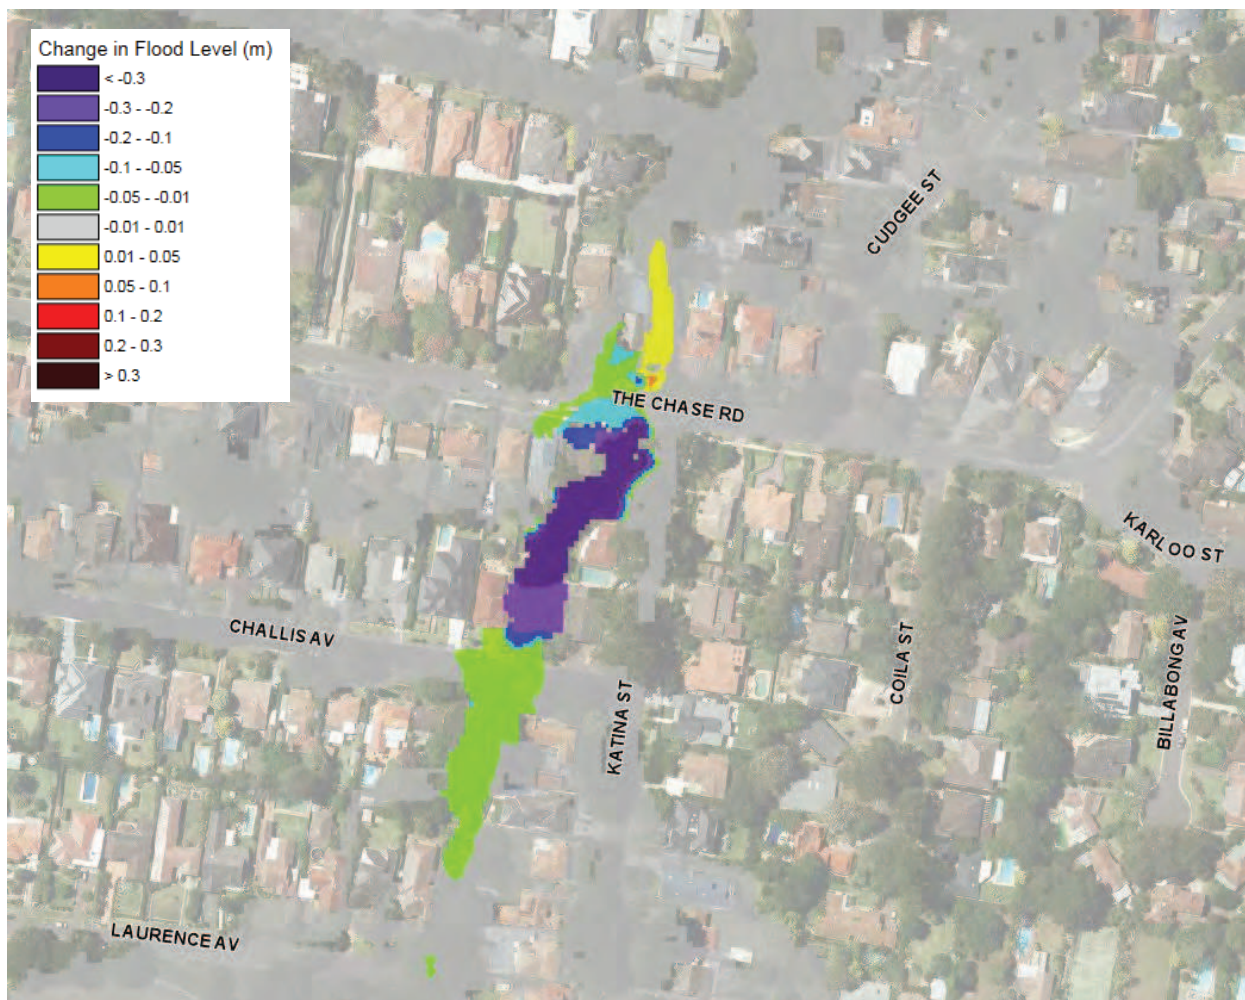 Change in Flood Level (m)
< -0.3
-0.3 - -0.2
-0.2 - -0.1
-0.1 - -0.05
-0.05 - -0.01
-0.01 - 0.01
0.01 - 0.05
0.05 - 0.1
0.1 - 0.2
0.2 - 0.3
> 0.3
CUDGEE ST
THE CHASE RD
KARLOO ST
CHALLIS AV
COILA ST
BILLABONG AV
KATINA ST
LAURENCE AV